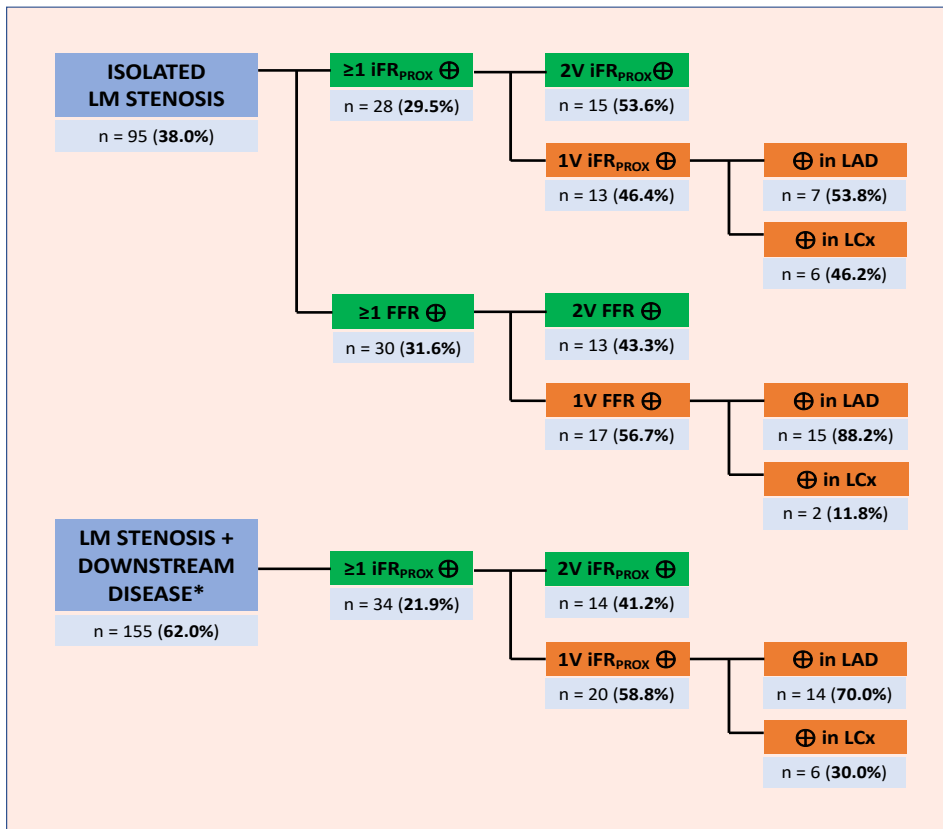 ISOLATED
LM STENOSIS
n = 95 (38.0%)
≥1 iFRPROX ⊕
n = 28 (29.5%)
2V iFRPROX⊕
n = 15 (53.6%)
1V iFRPROX ⊕
n = 13 (46.4%)
⊕ in LAD
n = 7 (53.8%)
⊕ in LCx
n = 6 (46.2%)
≥1 FFR ⊕
n = 30 (31.6%)
2V FFR ⊕
n = 13 (43.3%)
1V FFR ⊕
n = 17 (56.7%)
⊕ in LAD
n = 15 (88.2%)
⊕ in LCx
n = 2 (11.8%)
LM STENOSIS +
DOWNSTREAM
DISEASE*
n = 155 (62.0%)
≥1 iFRPROX ⊕
n = 34 (21.9%)
2V iFRPROX ⊕
n = 14 (41.2%)
1V iFRPROX ⊕
n = 20 (58.8%)
⊕ in LAD
n = 14 (70.0%)
⊕ in LCx
n = 6 (30.0%)